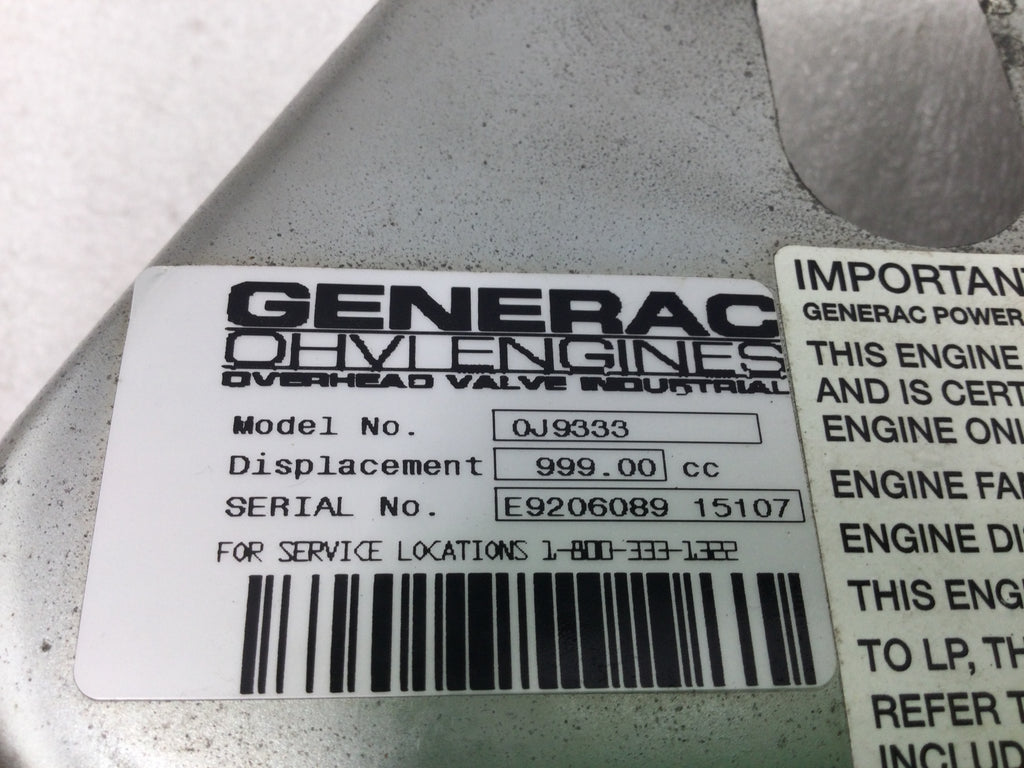 GENERAC
OHVI ENGINES
OVERHEAD VALVE INDUSTRIAL
Model No. 0J9333
Displacement 999.00 cc
SERIAL No. E9206089 15107
FOR SERVICE LOCATIONS 1-800-333-1322
IMPORTAN
GENERAC POWER
THIS ENGINE
AND IS CERT
ENGINE ONL
ENGINE FAM
ENGINE DI
THIS ENG
TO LP, TH
REFER T
INCLUD